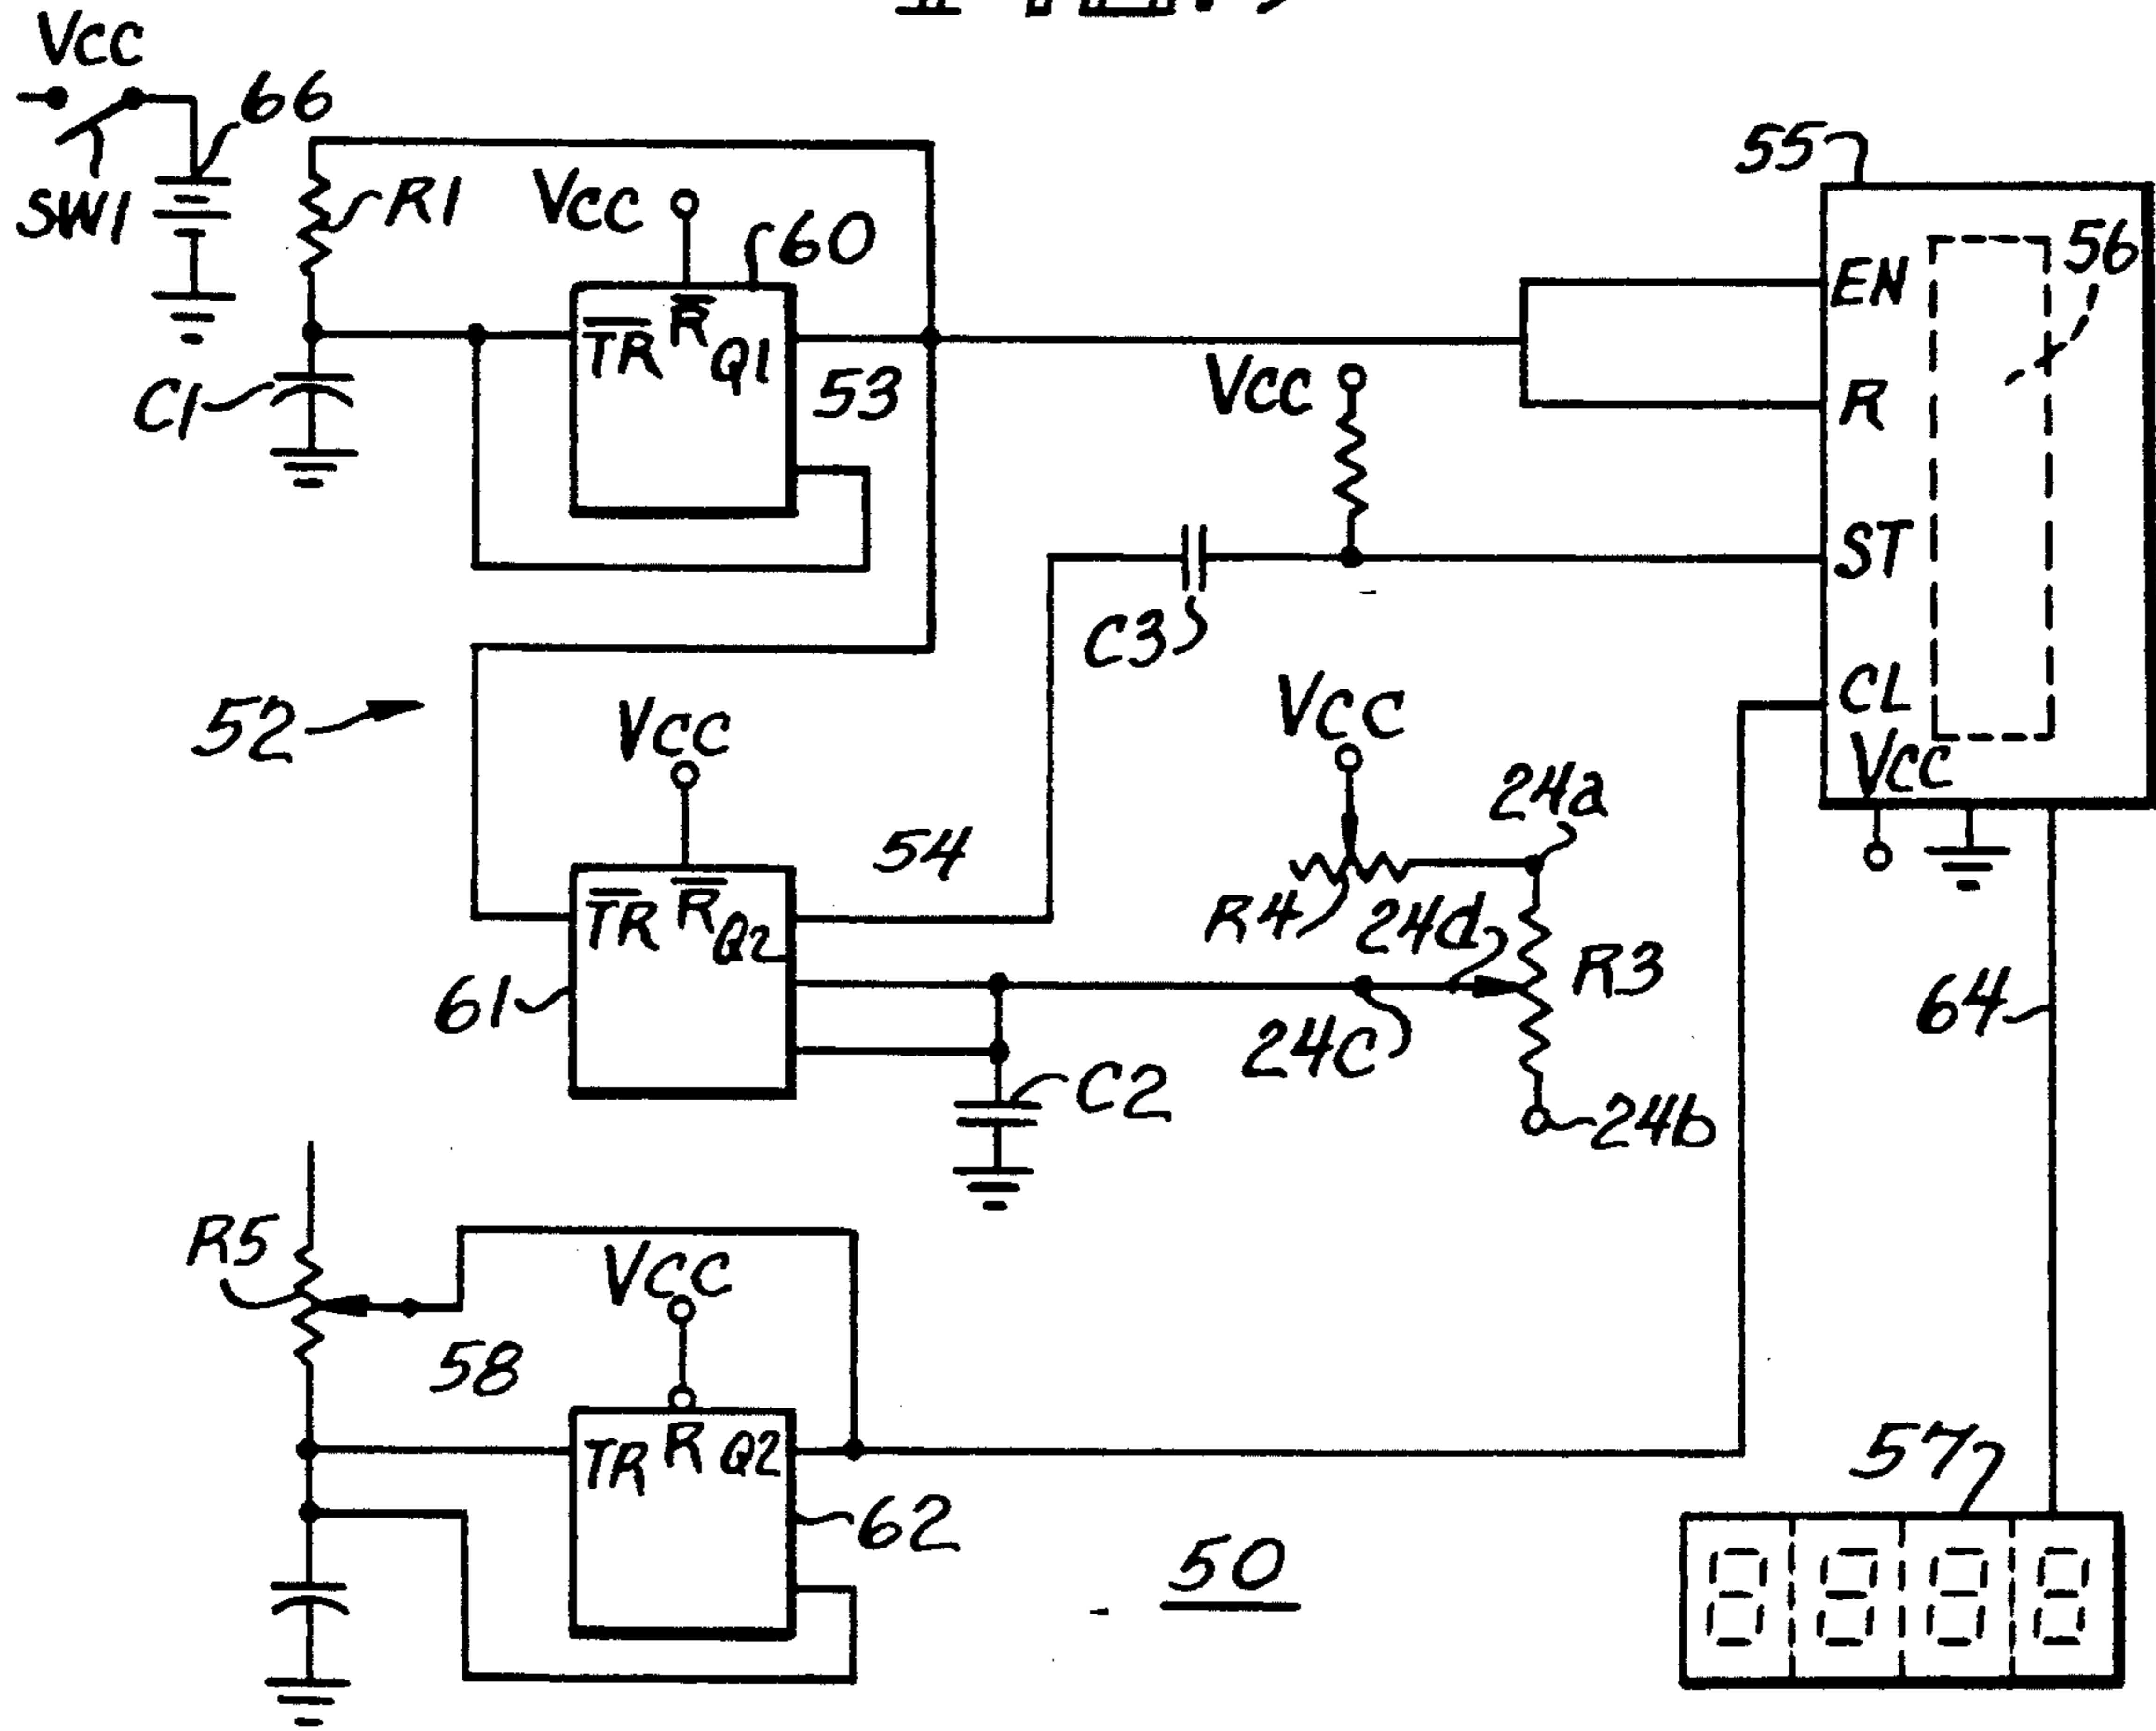 VCC
66
SW1
R1
VCC
60
TR R Q1
53
C1
55
56
EN
R
ST
CL
VCC
VCC
C3
52
VCC
54
TR R Q2
61
VCC
24a
R4
24d
R3
24c
24b
C2
64
R5
VCC
58
TR R Q2
62
50
57
8888